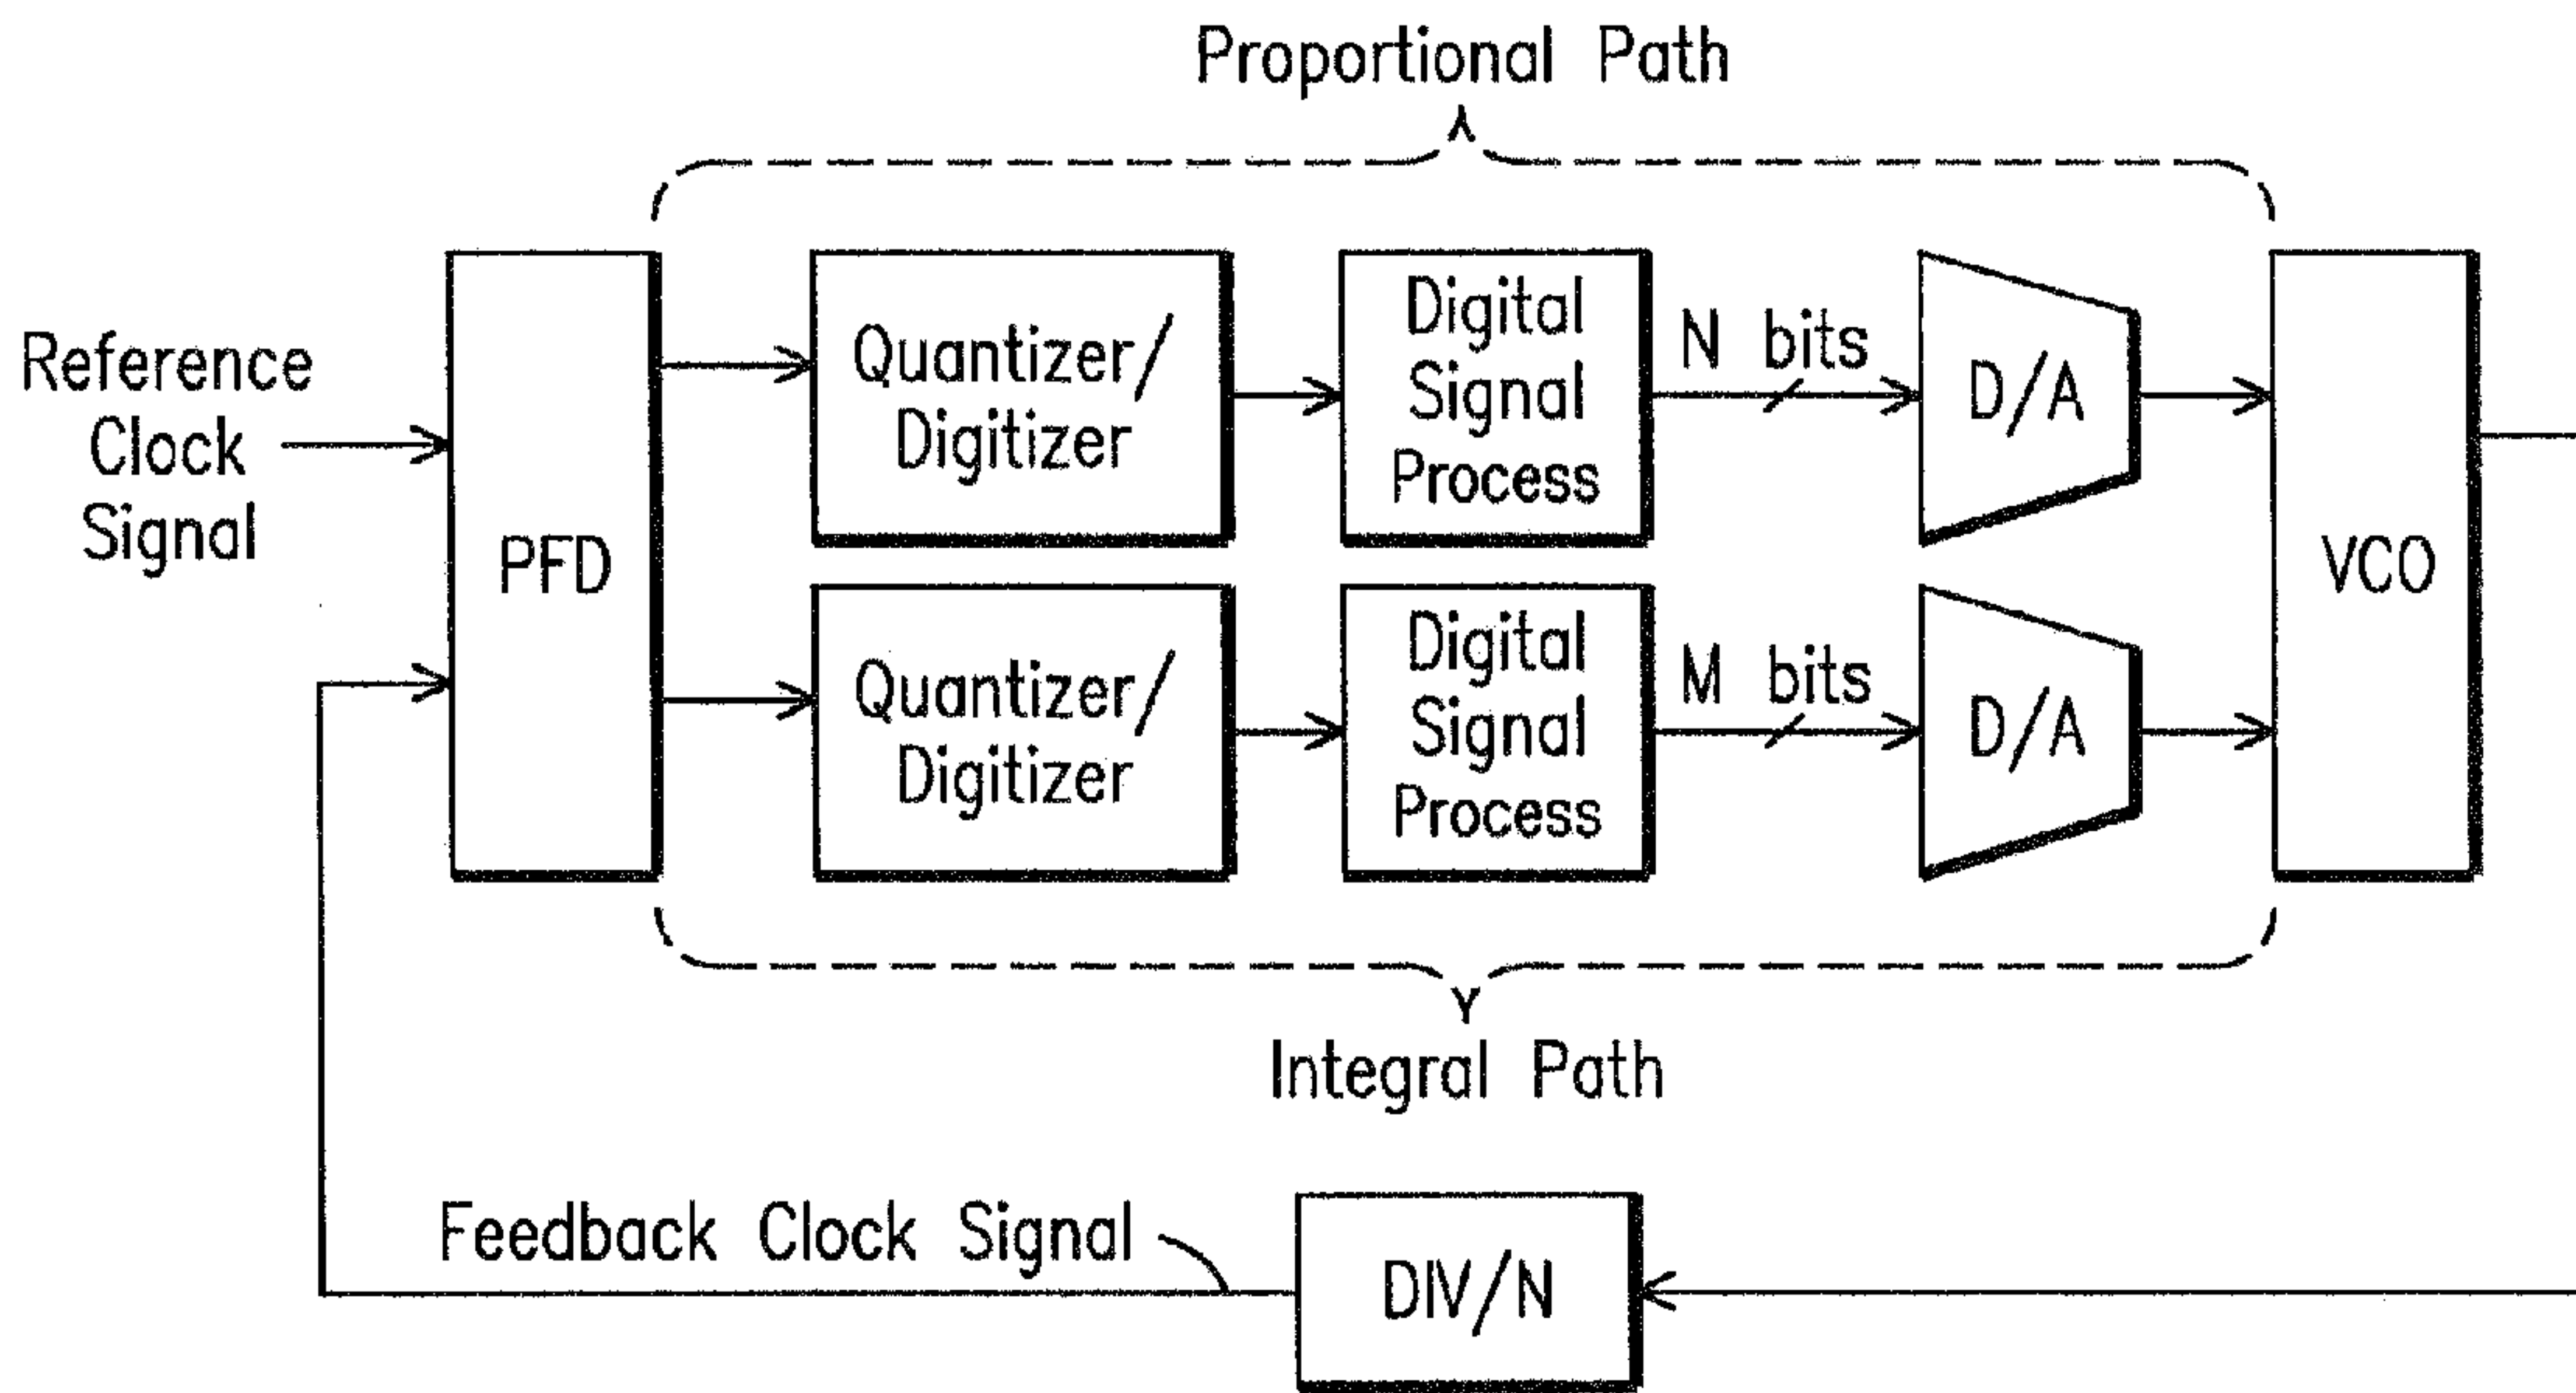 Proportional Path
Reference
Clock
Signal
PFD
Quantizer/
Digitizer
Digital
Signal
Process
N bits
D/A
VCO
Quantizer/
Digitizer
Digital
Signal
Process
M bits
D/A
Integral Path
Feedback Clock Signal
DIV/N